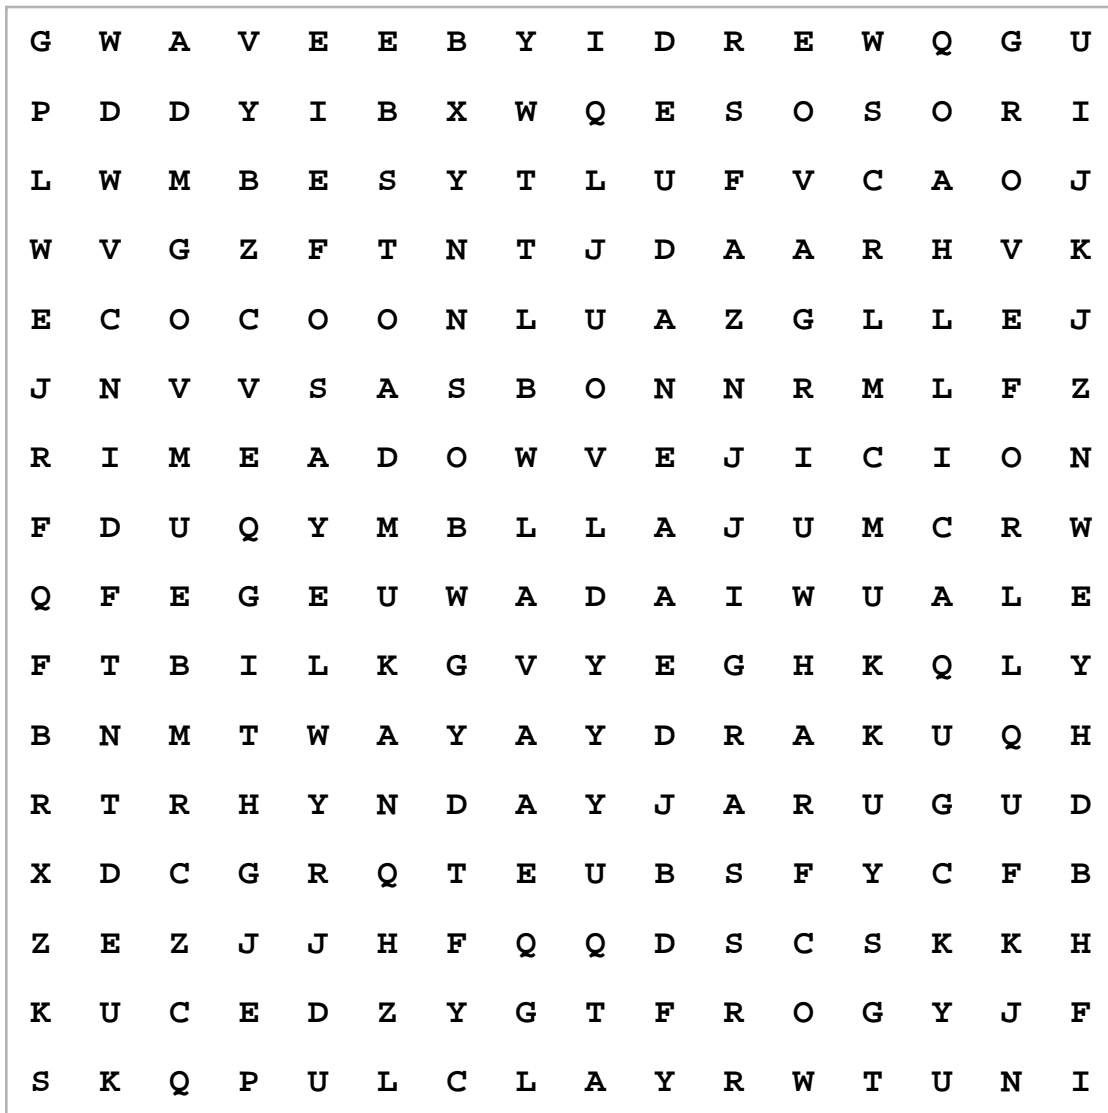 G W A V E E B Y I D R E W Q G U
P D D Y I B X W Q E S O S O R I
L W M B E S Y T L U F V C A O J
W V G Z F T N T J D A A R H V K
E C O C O O N L U A Z G L L E J
J N V V S A S B O N N R M L F Z
R I M E A D O W V E J I C I O N
F D U Q Y M B L L A J U M C R W
Q F E G E U W A D A I W U A L E
F T B I L K G V Y E G H K Q L Y
B N M T W A Y A Y D R A K U Q H
R T R H Y N D A Y J A R U G U D
X D C G R Q T E U B S F Y C F B
Z E Z J J H F Q Q D S C S K K H
K U C E D Z Y G T F R O G Y J F
S K Q P U L C L A Y R W T U N I